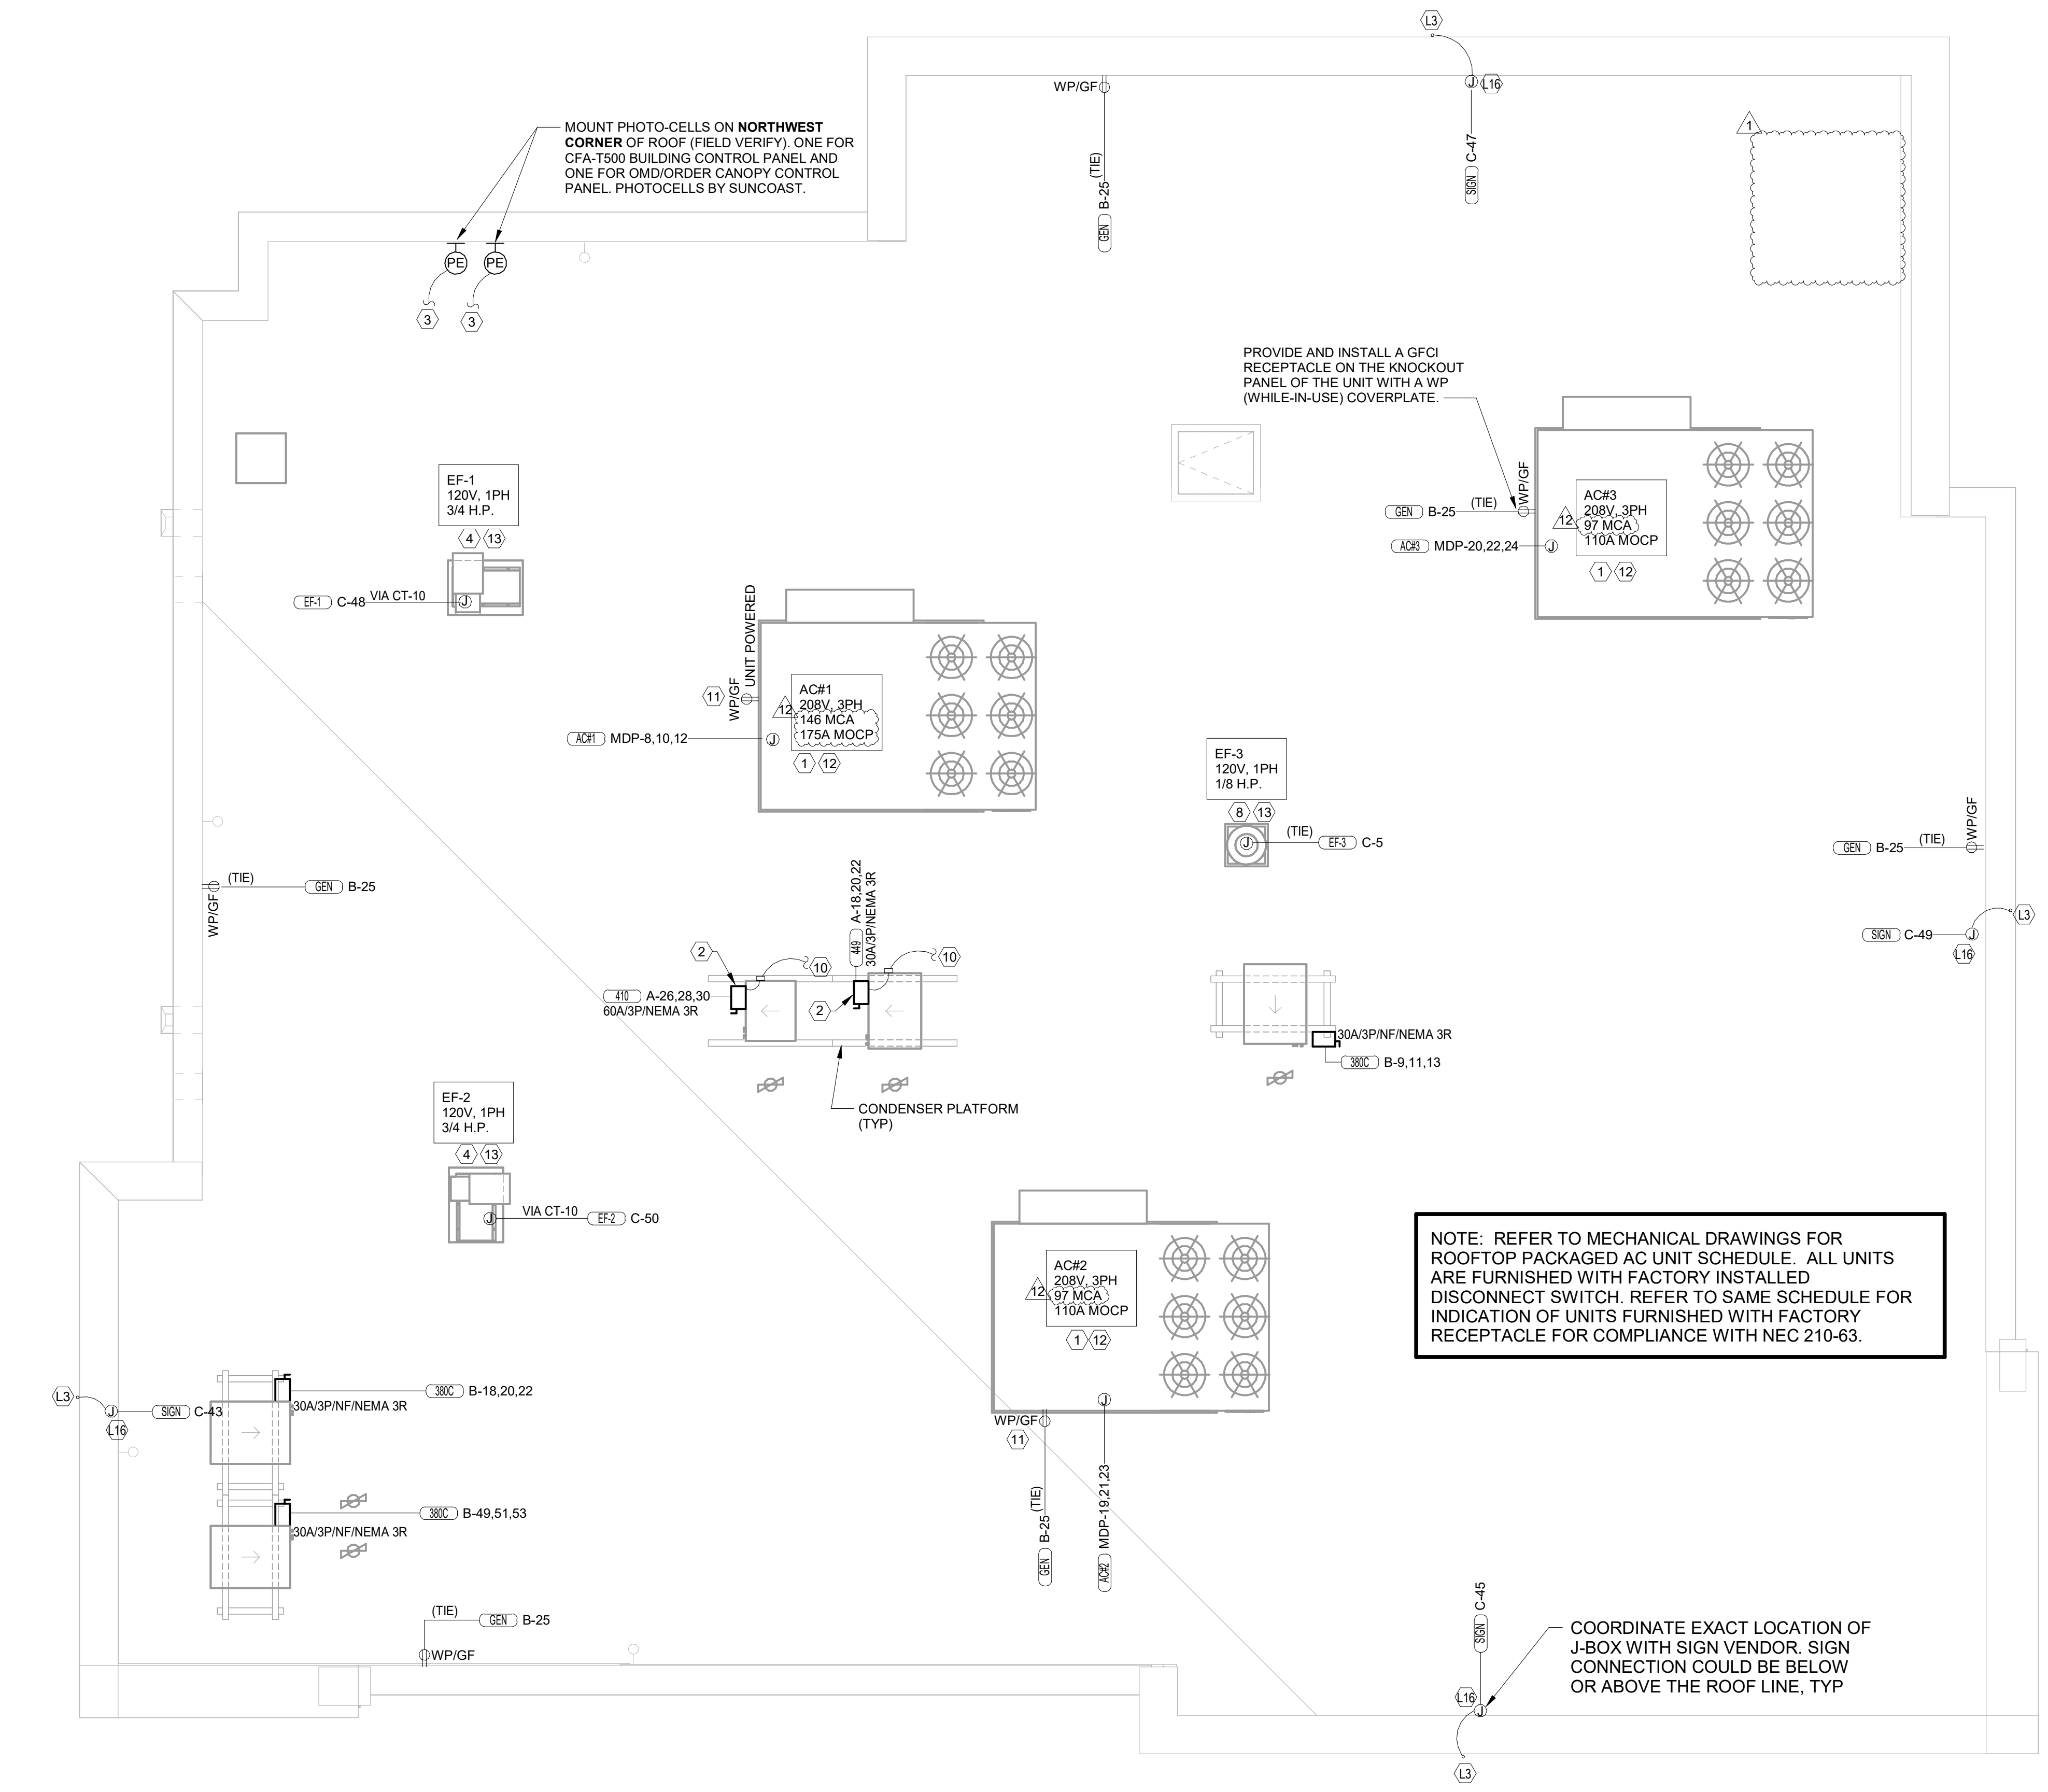 L3
WP/GF
J
L16
(TIE)
GEN B-25
SIGN C-47
1
MOUNT PHOTO-CELLS ON NORTHWEST
CORNER OF ROOF (FIELD VERIFY). ONE FOR
CFA-T500 BUILDING CONTROL PANEL AND
ONE FOR OMD/ORDER CANOPY CONTROL
PANEL. PHOTOCELLS BY SUNCOAST.
PE
PE
3
3
PROVIDE AND INSTALL A GFCI
RECEPTACLE ON THE KNOCKOUT
PANEL OF THE UNIT WITH A WP
(WHILE-IN-USE) COVERPLATE.
WP/GF
GEN B-25
(TIE)
AC#3 MDP-20,22,24
J
12
AC#3
208V, 3PH
97 MCA
110A MOCP
1
12
EF-1
120V, 1PH
3/4 H.P.
4
13
EF-1 C-48
VIA CT-10
J
UNIT POWERED
11
WP/GF
12
AC#1
208V, 3PH
146 MCA
175A MOCP
AC#1 MDP-8,10,12
J
1
12
EF-3
120V, 1PH
1/8 H.P.
8
13
J
(TIE)
EF-3 C-5
WP/GF
GEN B-25
(TIE)
(TIE)
GEN B-25
WP/GF
L3
SIGN C-49
J
L16
449 A-18,20,22
30A/3P/NEMA 3R
2
10
10
410 A-26,28,30
60A/3P/NEMA 3R
2
30A/3P/NF/NEMA 3R
380C B-9,11,13
CONDENSER PLATFORM
(TYP)
EF-2
120V, 1PH
3/4 H.P.
4
13
J
VIA CT-10
EF-2 C-50
12
AC#2
208V, 3PH
97 MCA
110A MOCP
1
12
J
WP/GF
11
(TIE)
GEN B-25
AC#2 MDP-19,21,23
NOTE: REFER TO MECHANICAL DRAWINGS FOR
ROOFTOP PACKAGED AC UNIT SCHEDULE. ALL UNITS
ARE FURNISHED WITH FACTORY INSTALLED
DISCONNECT SWITCH. REFER TO SAME SCHEDULE FOR
INDICATION OF UNITS FURNISHED WITH FACTORY
RECEPTACLE FOR COMPLIANCE WITH NEC 210-63.
L3
J
SIGN C-43
L16
380C B-18,20,22
30A/3P/NF/NEMA 3R
380C B-49,51,53
30A/3P/NF/NEMA 3R
(TIE)
GEN B-25
WP/GF
SIGN C-45
COORDINATE EXACT LOCATION OF
J-BOX WITH SIGN VENDOR. SIGN
CONNECTION COULD BE BELOW
OR ABOVE THE ROOF LINE, TYP
L16
J
L3